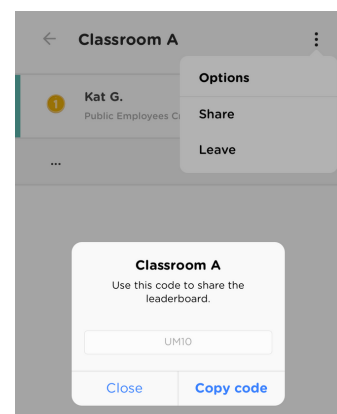 Classroom A
Options
1
Kat G.
Public Employees
Share
Leave
...
Classroom A
Use this code to share the
leaderboard.
UM10
Close
Copy code